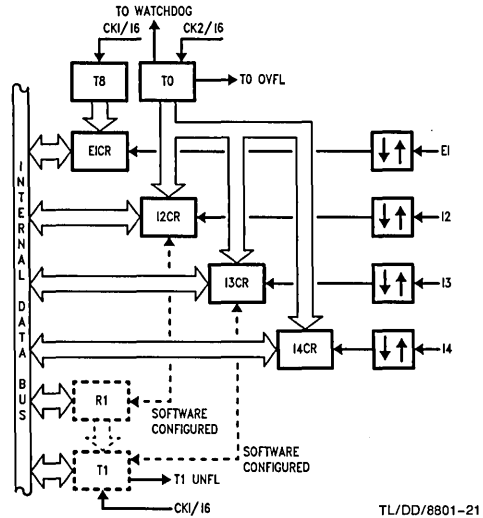 TO WATCHDOG
CKI/16
CK2/16
T8
T0
T0 OVFL
INTERNAL DATA BUS
EICR
EI
I2CR
I2
I3CR
I3
I4CR
I4
R1
SOFTWARE
CONFIGURED
SOFTWARE
CONFIGURED
T1
T1 UNFL
CKI/16
TL/DD/8801-21